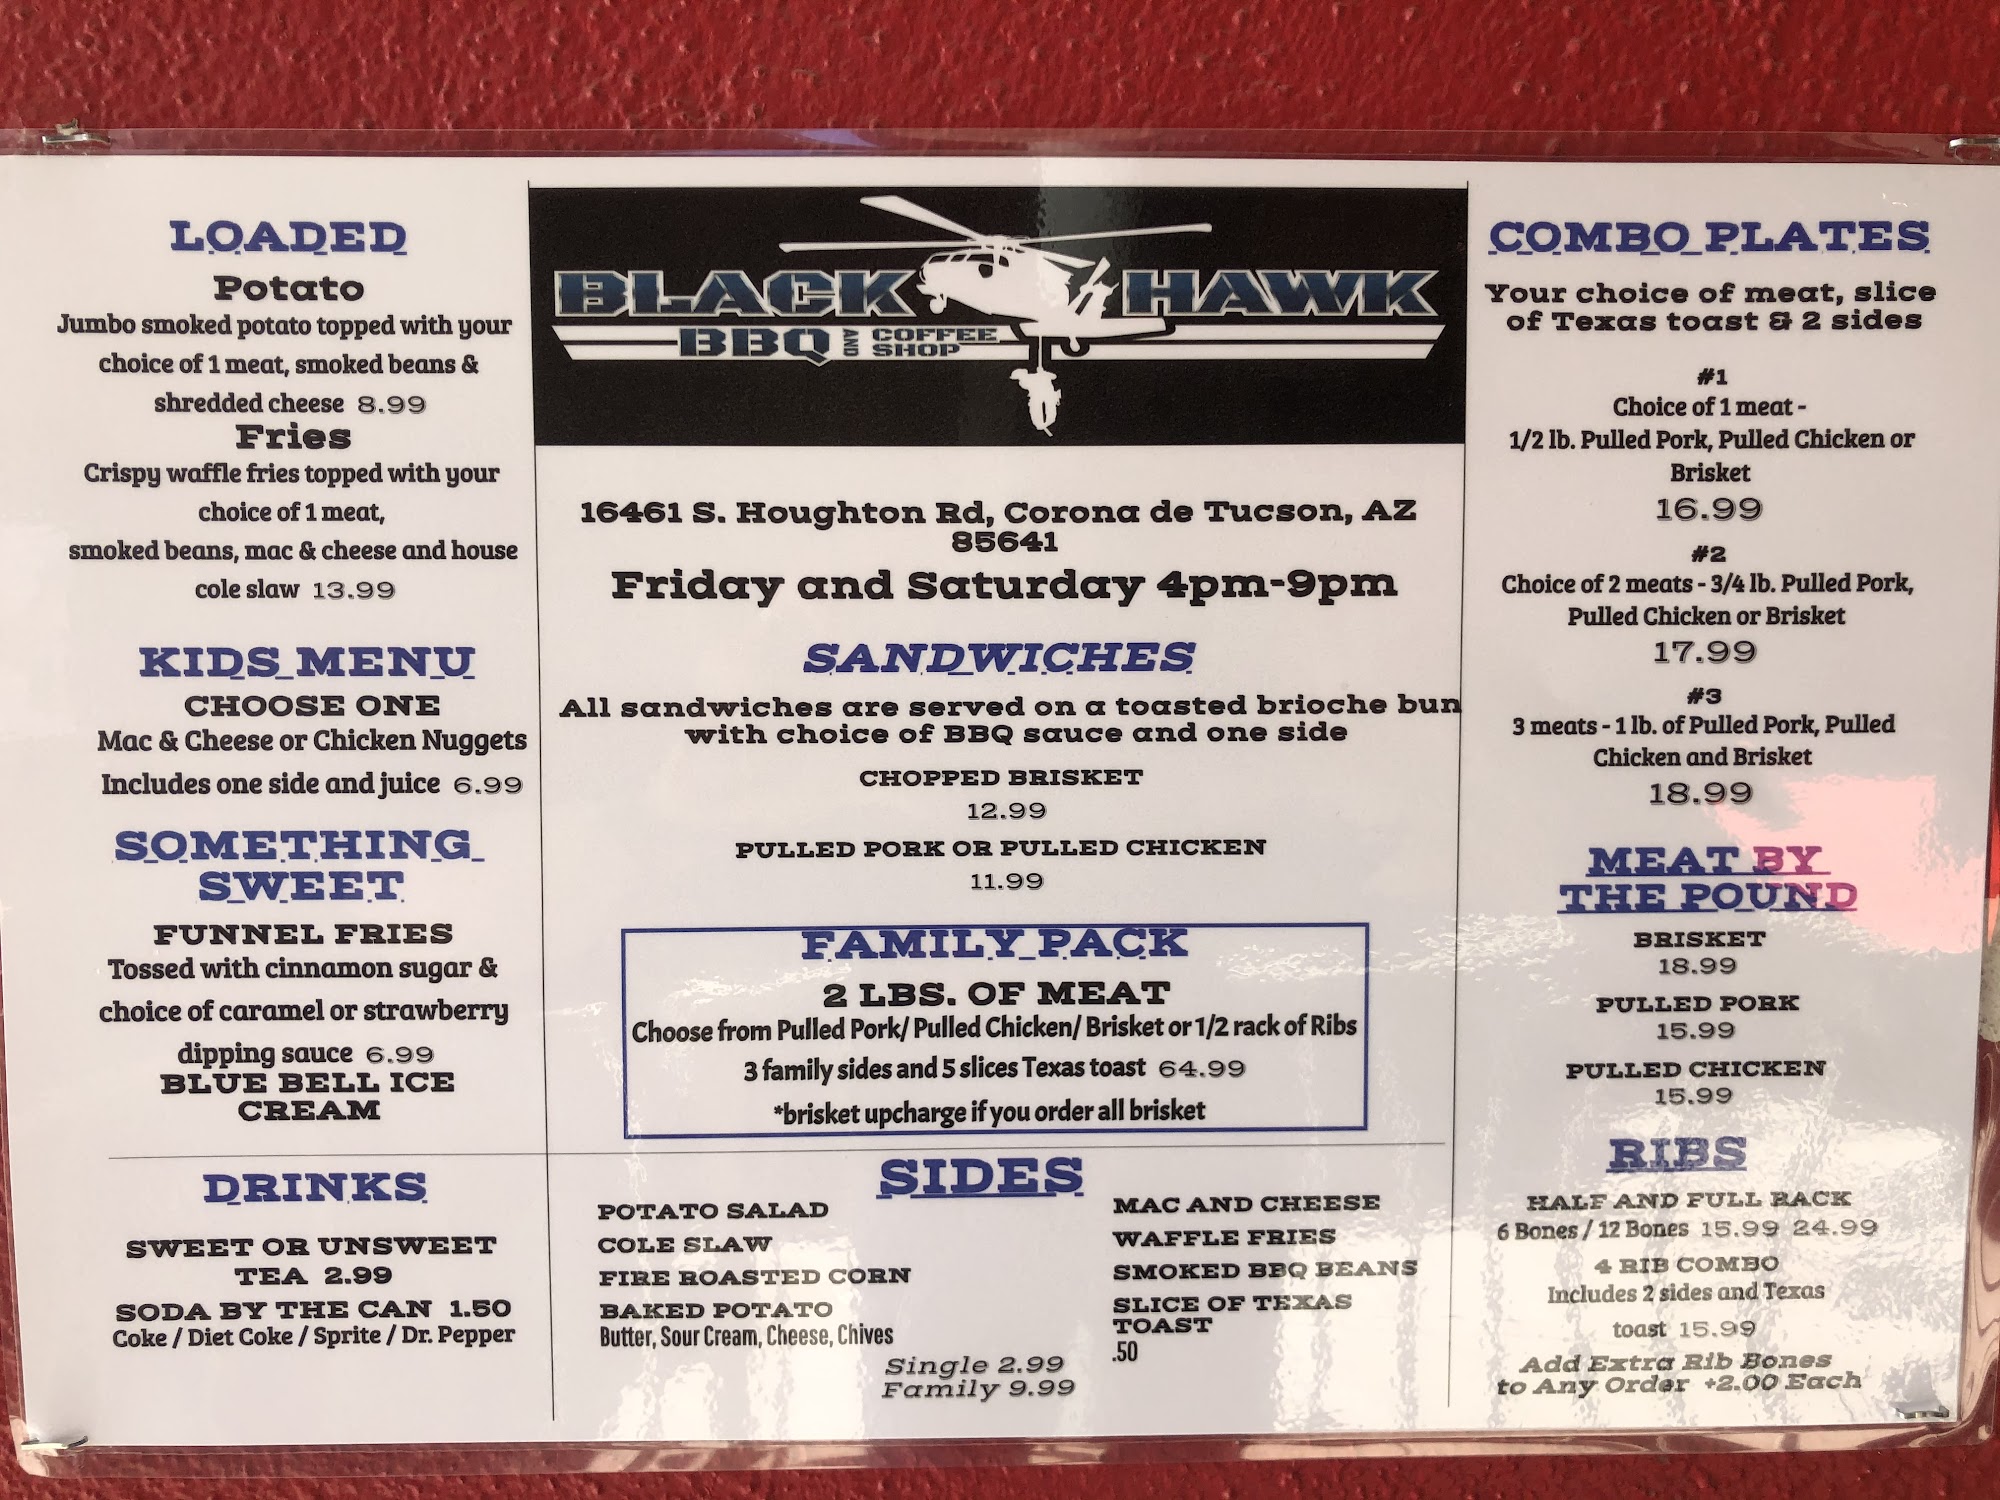 LOADED
Potato
Jumbo smoked potato topped with your
choice of 1 meat, smoked beans &
shredded cheese 8.99
Fries
Crispy waffle fries topped with your
choice of 1 meat,
smoked beans, mac & cheese and house
cole slaw 13.99
KIDS MENU
CHOOSE ONE
Mac & Cheese or Chicken Nuggets
Includes one side and juice 6.99
SOMETHING
SWEET
FUNNEL FRIES
Tossed with cinnamon sugar &
choice of caramel or strawberry
dipping sauce 6.99
BLUE BELL ICE
CREAM
DRINKS
SWEET OR UNSWEET
TEA 2.99
SODA BY THE CAN 1.50
Coke / Diet Coke / Sprite / Dr. Pepper
BLACK HAWK
BBQ AND COFFEE SHOP
16461 S. Houghton Rd, Corona de Tucson, AZ
85641
Friday and Saturday 4pm-9pm
SANDWICHES
All sandwiches are served on a toasted brioche bun
with choice of BBQ sauce and one side
CHOPPED BRISKET
12.99
PULLED PORK OR PULLED CHICKEN
11.99
FAMILY PACK
2 LBS. OF MEAT
Choose from Pulled Pork/ Pulled Chicken/ Brisket or 1/2 rack of Ribs
3 family sides and 5 slices Texas toast 64.99
*brisket upcharge if you order all brisket
SIDES
POTATO SALAD
COLE SLAW
FIRE ROASTED CORN
BAKED POTATO
Butter, Sour Cream, Cheese, Chives
MAC AND CHEESE
WAFFLE FRIES
SMOKED BBQ BEANS
SLICE OF TEXAS
TOAST
.50
Single 2.99
Family 9.99
COMBO PLATES
Your choice of meat, slice
of Texas toast & 2 sides
#1
Choice of 1 meat -
1/2 lb. Pulled Pork, Pulled Chicken or
Brisket
16.99
#2
Choice of 2 meats - 3/4 lb. Pulled Pork,
Pulled Chicken or Brisket
17.99
#3
3 meats - 1 lb. of Pulled Pork, Pulled
Chicken and Brisket
18.99
MEAT BY
THE POUND
BRISKET
18.99
PULLED PORK
15.99
PULLED CHICKEN
15.99
RIBS
HALF AND FULL RACK
6 Bones / 12 Bones 15.99 24.99
4 RIB COMBO
Includes 2 sides and Texas
toast 15.99
Add Extra Rib Bones
to Any Order +2.00 Each